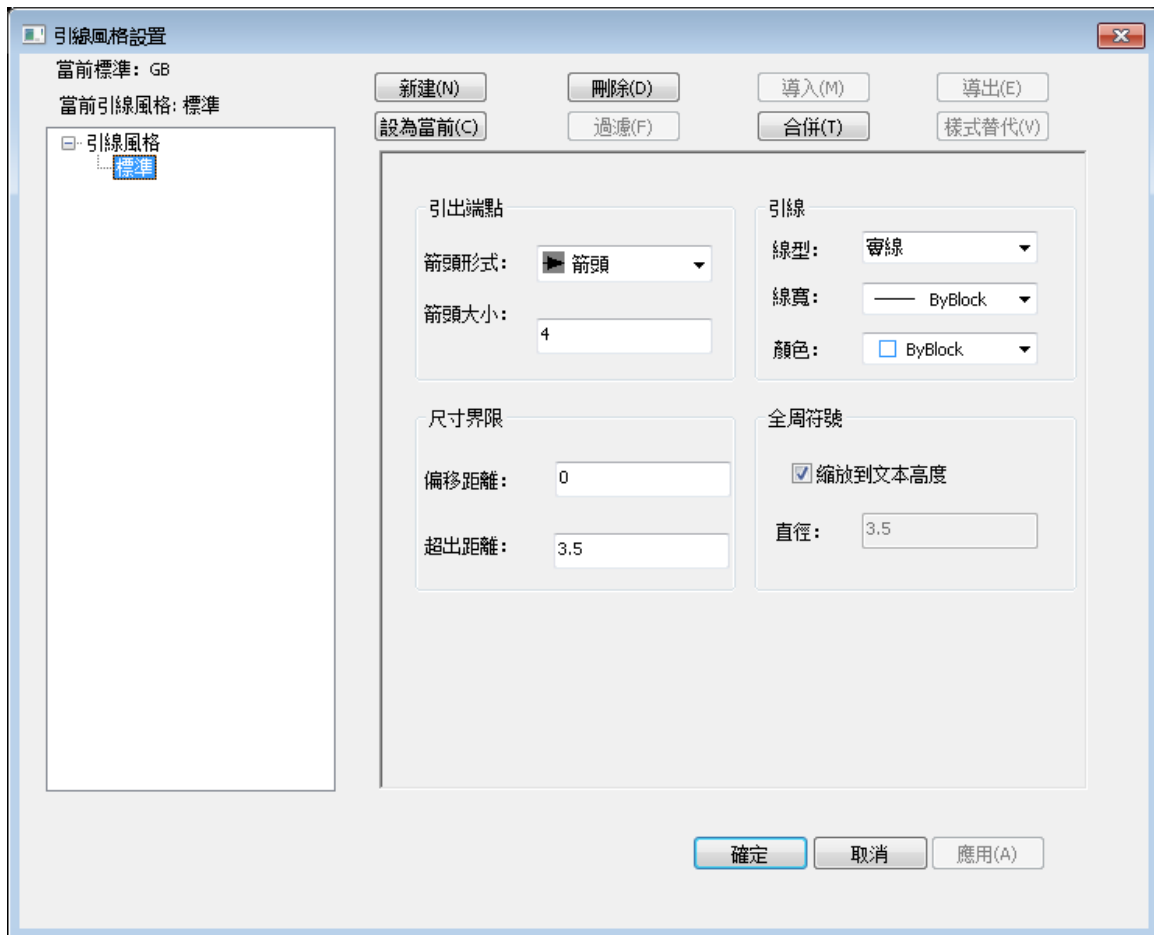 引線風格設置
當前標準: GB
當前引線風格: 標準
新建(N)
刪除(D)
導入(M)
導出(E)
設為當前(C)
過濾(F)
合併(T)
樣式替代(V)
引線風格
標準
引出端點
箭頭形式:
箭頭
箭頭大小:
4
引線
線型:
實線
線寬:
ByBlock
顏色:
ByBlock
尺寸界限
偏移距離:
0
超出距離:
3.5
全周符號
縮放到文本高度
直徑:
3.5
確定
取消
應用(A)